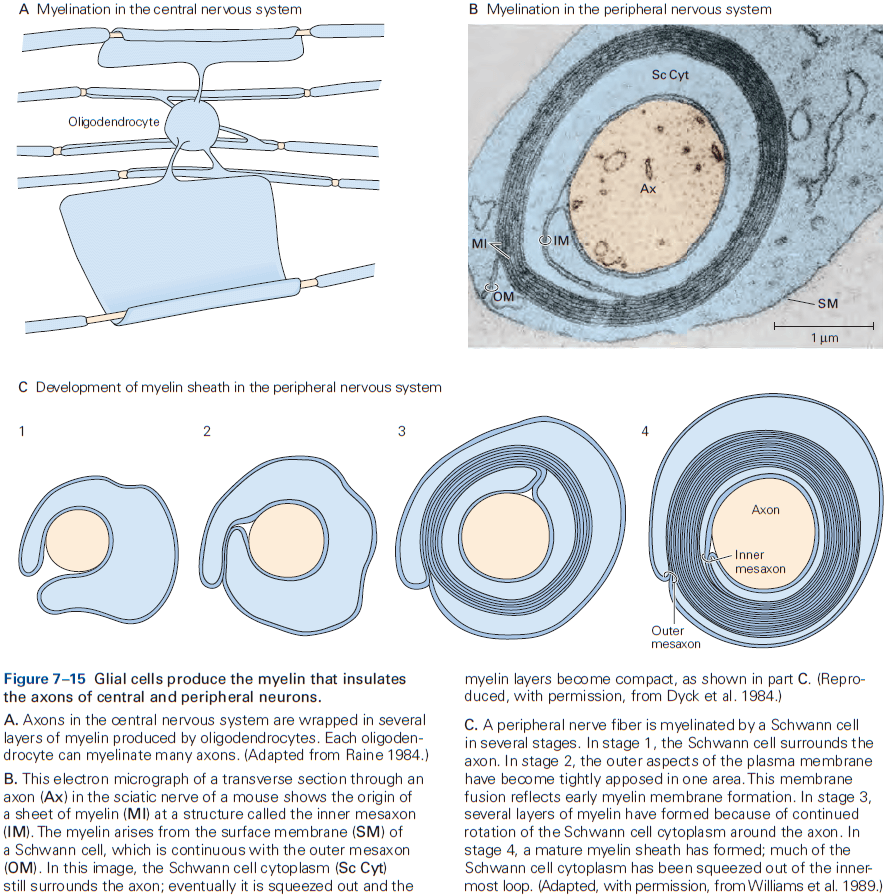 A Myelination in the central nervous system
Oligodendrocyte
B Myelination in the peripheral nervous system
Sc Cyt
Ax
MI
IM
OM
SM
1 µm
C Development of myelin sheath in the peripheral nervous system
1
2
3
4
Axon
Inner
mesaxon
Outer
mesaxon
Figure 7–15 Glial cells produce the myelin that insulates
the axons of central and peripheral neurons.
A. Axons in the central nervous system are wrapped in several
layers of myelin produced by oligodendrocytes. Each oligoden-
drocyte can myelinate many axons. (Adapted from Raine 1984.)
B. This electron micrograph of a transverse section through an
axon (Ax) in the sciatic nerve of a mouse shows the origin of
a sheet of myelin (MI) at a structure called the inner mesaxon
(IM). The myelin arises from the surface membrane (SM) of
a Schwann cell, which is continuous with the outer mesaxon
(OM). In this image, the Schwann cell cytoplasm (Sc Cyt)
still surrounds the axon; eventually it is squeezed out and the
myelin layers become compact, as shown in part C. (Repro-
duced, with permission, from Dyck et al. 1984.)
C. A peripheral nerve fiber is myelinated by a Schwann cell
in several stages. In stage 1, the Schwann cell surrounds the
axon. In stage 2, the outer aspects of the plasma membrane
have become tightly apposed in one area. This membrane
fusion reflects early myelin membrane formation. In stage 3,
several layers of myelin have formed because of continued
rotation of the Schwann cell cytoplasm around the axon. In
stage 4, a mature myelin sheath has formed; much of the
Schwann cell cytoplasm has been squeezed out of the inner-
most loop. (Adapted, with permission, from Williams et al. 1989.)